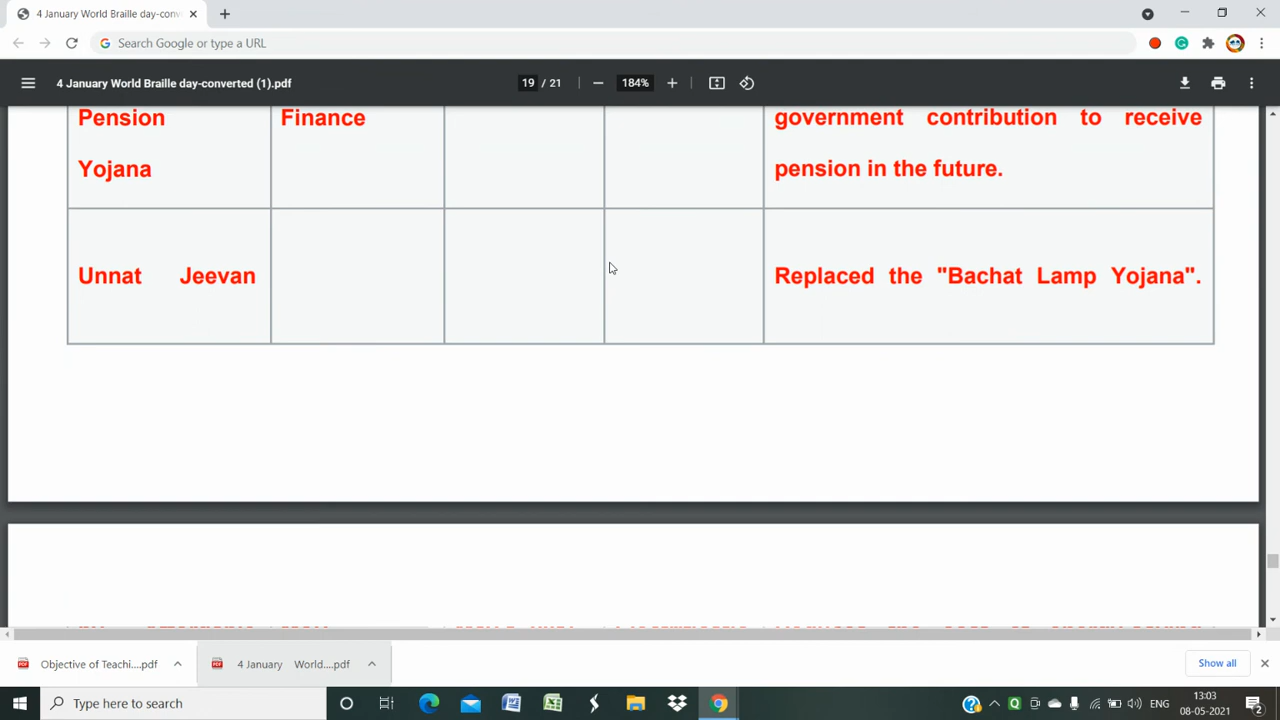 4 January World Braille day-conv
Search Google or type a URL
4 January World Braille day-converted (1).pdf
19 / 21
184%
Pension Finance government contribution to receive
Yojana pension in the future.
Unnat Jeevan Replaced the "Bachat Lamp Yojana".
Objective of Teachi....pdf
4 January World....pdf
Show all
Type here to search
ENG
13:03
08-05-2021
2